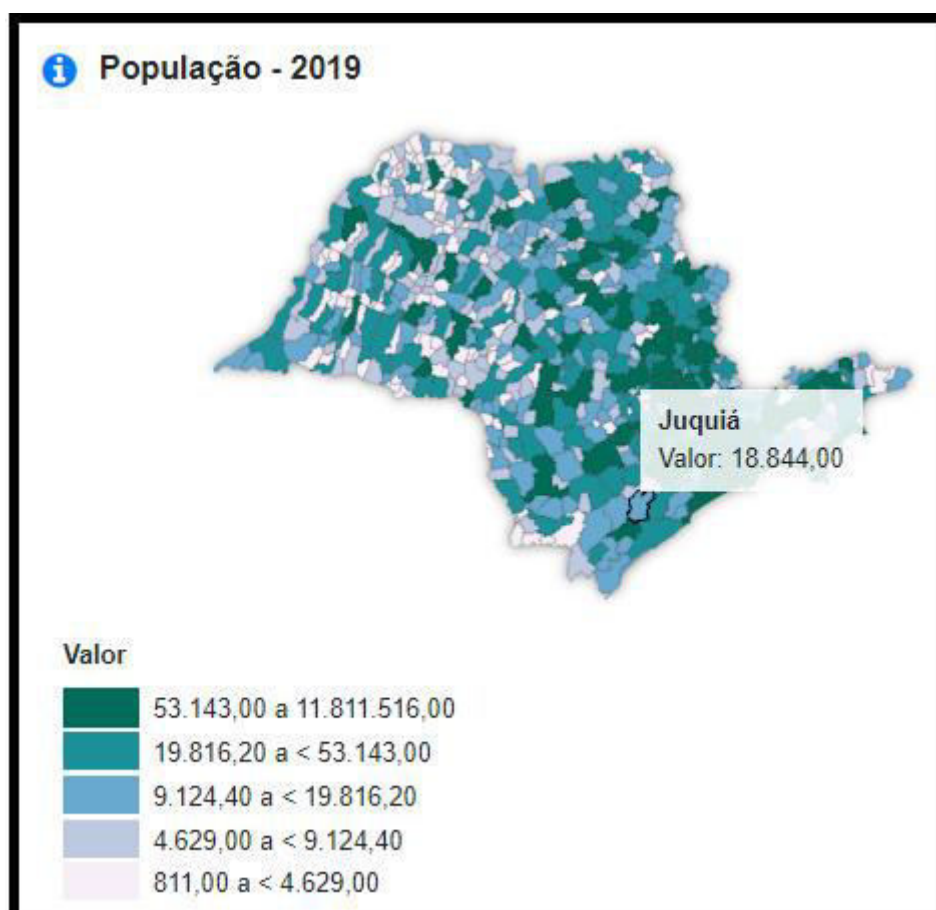 População - 2019
Juquiá
Valor: 18.844,00
Valor
53.143,00 a 11.811.516,00
19.816,20 a < 53.143,00
9.124,40 a < 19.816,20
4.629,00 a < 9.124,40
811,00 a < 4.629,00